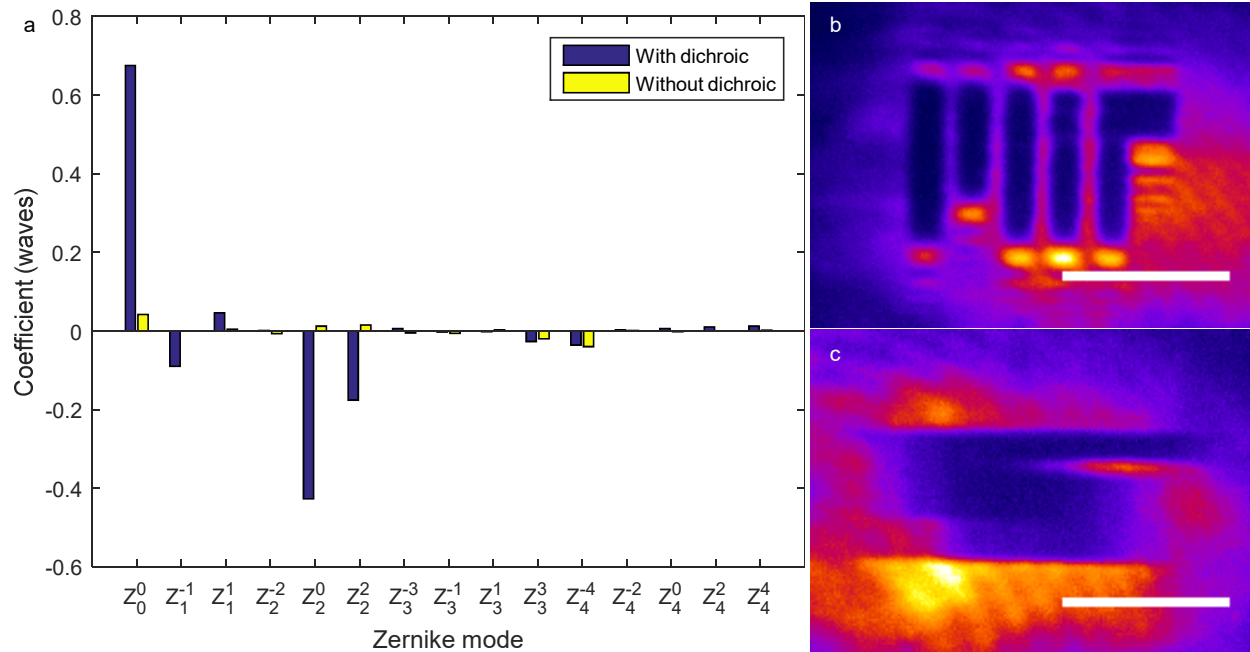 a
0.8
With dichroic
Without dichroic
0.6
0.4
0.2
0
-0.2
-0.4
-0.6
Coefficient (waves)
Z₀⁰ Z₁⁻¹ Z₁¹ Z₂⁻² Z₂⁰ Z₂² Z₃⁻³ Z₃⁻¹ Z₃¹ Z₃³ Z₄⁻⁴ Z₄⁻² Z₄⁰ Z₄² Z₄⁴
Zernike mode
b
c